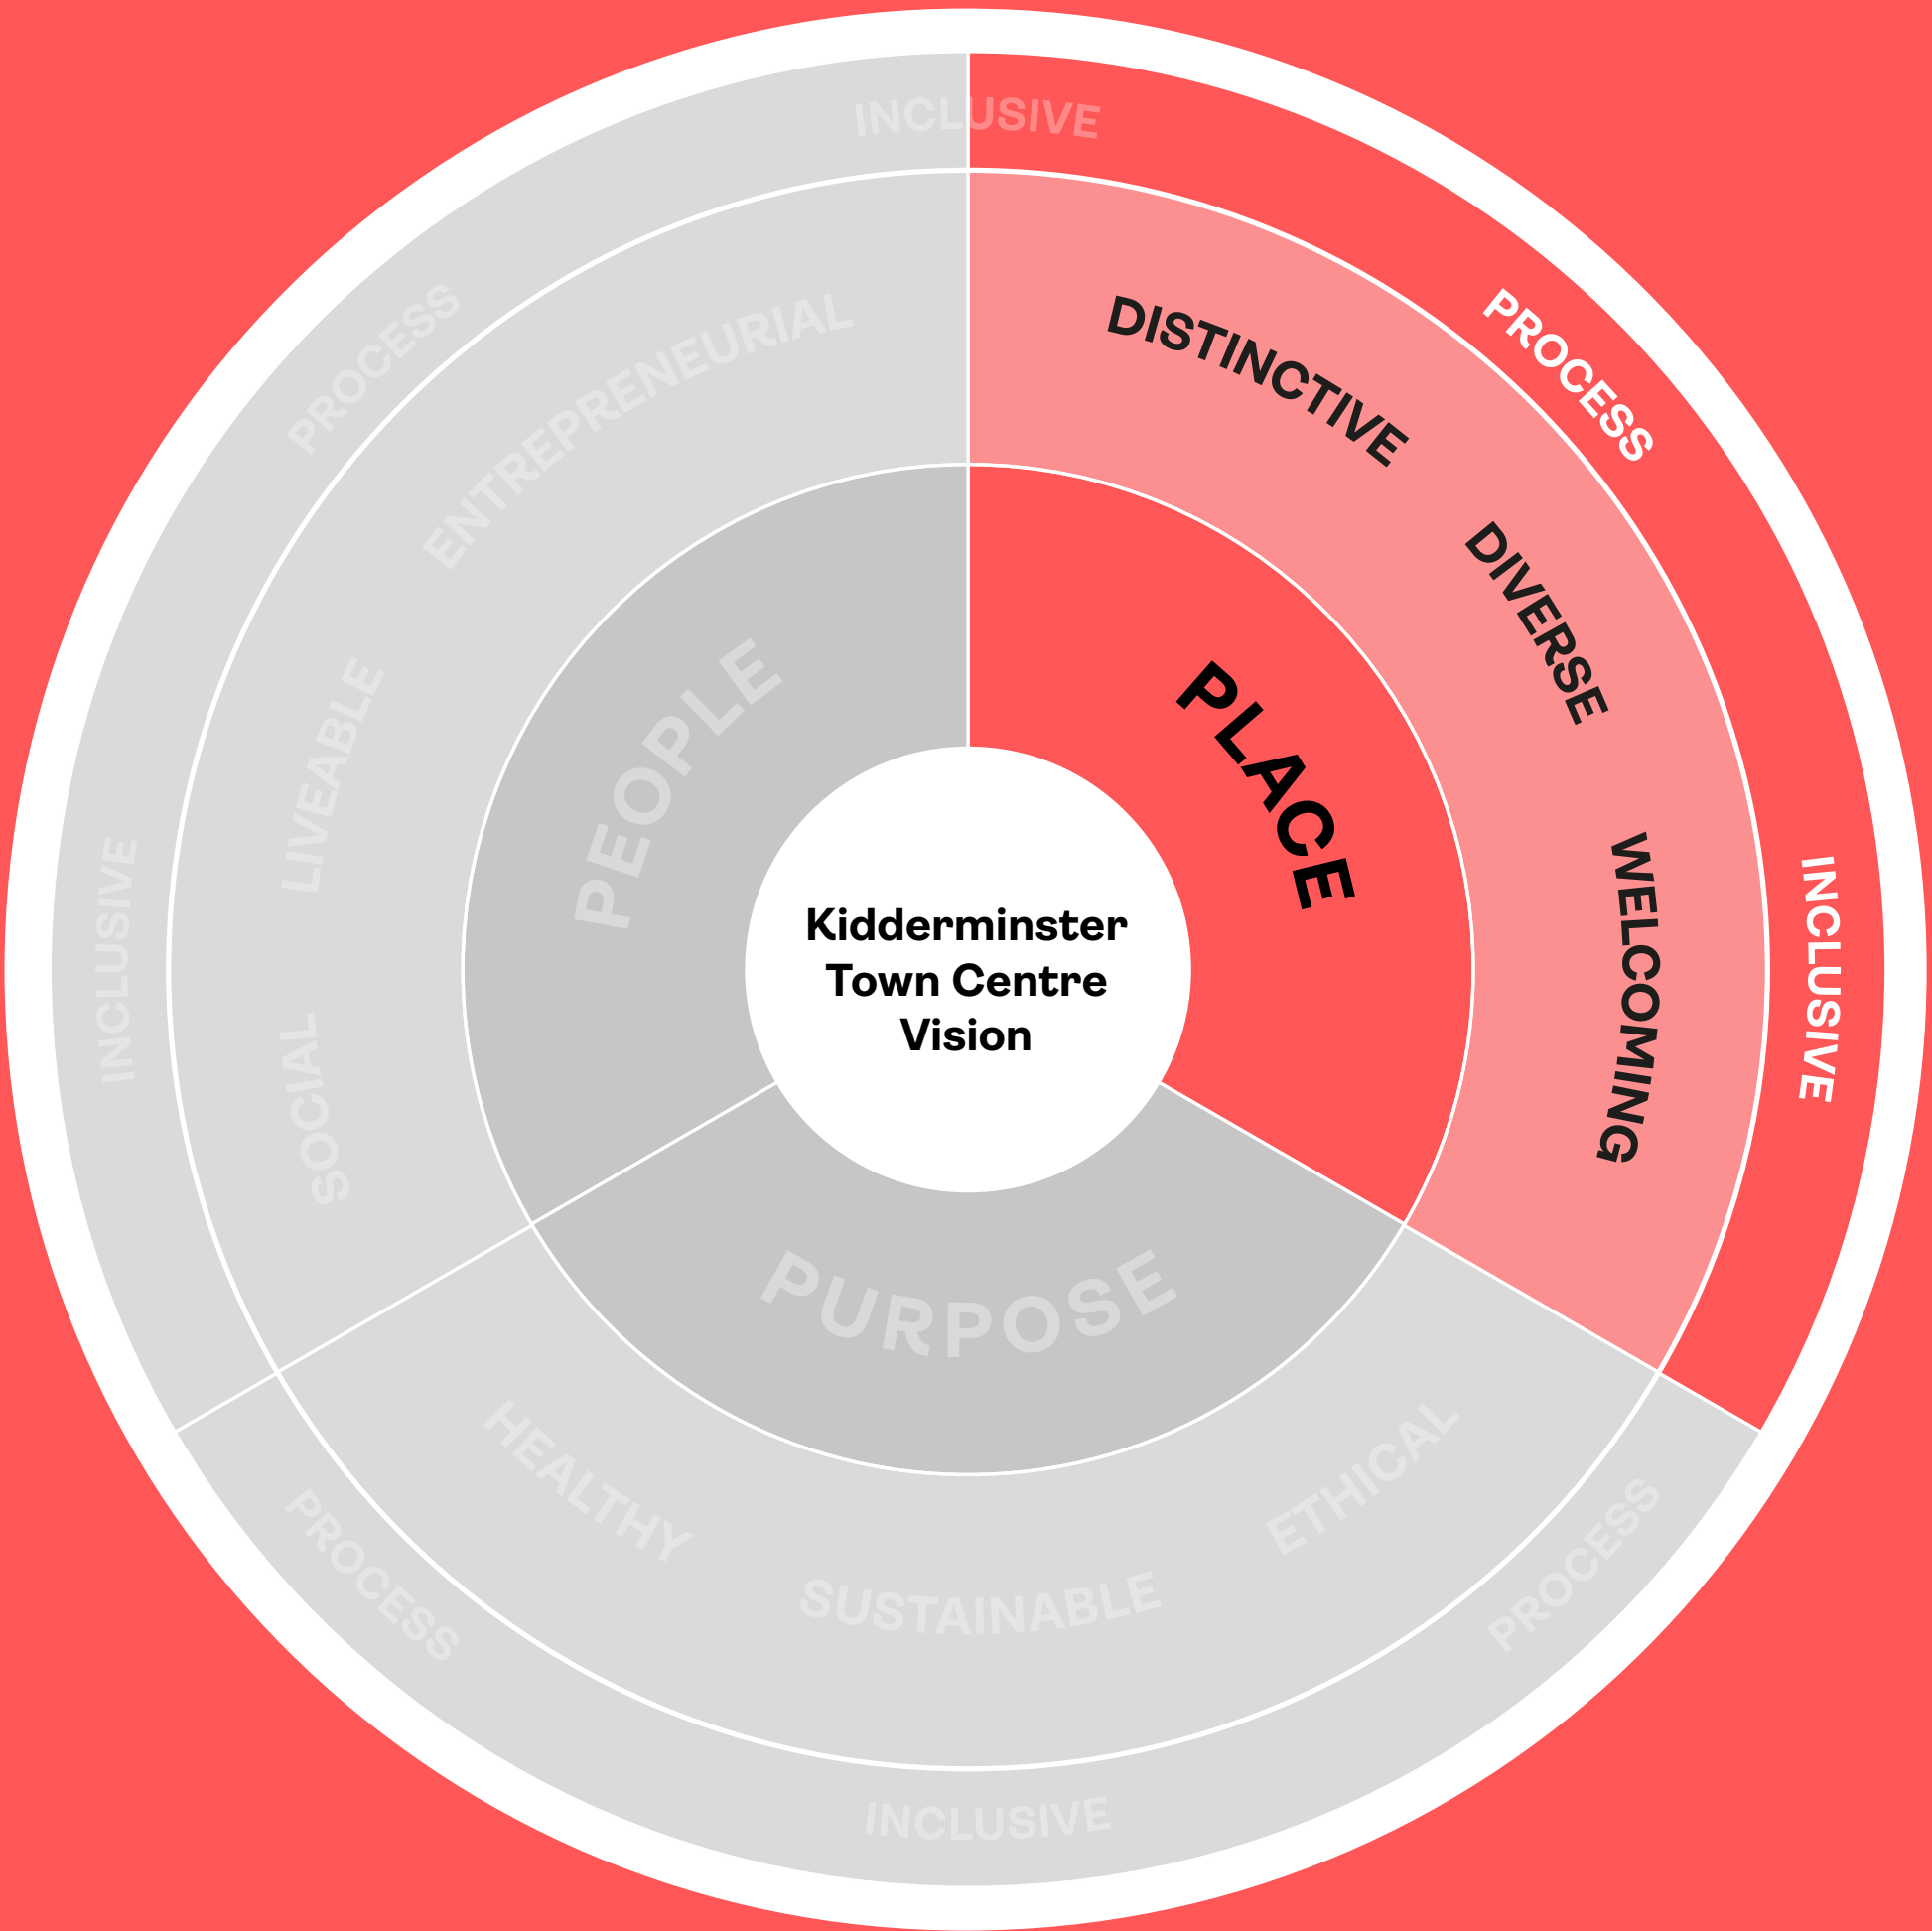 Kidderminster
Town Centre
Vision
PLACE
DISTINCTIVE
DIVERSE
WELCOMING
PURPOSE
ETHICAL
SUSTAINABLE
HEALTHY
PEOPLE
SOCIAL
LIVEABLE
ENTREPRENEURIAL
INCLUSIVE
PROCESS
INCLUSIVE
PROCESS
INCLUSIVE
PROCESS
INCLUSIVE
PROCESS